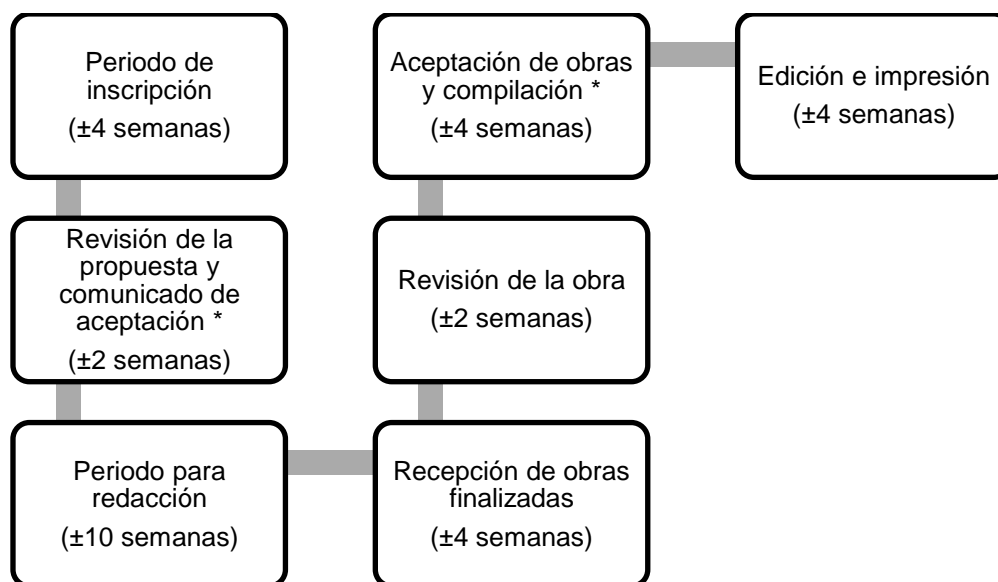 Periodo de
inscripción
(±4 semanas)
Revisión de la
propuesta y
comunicado de
aceptación *
(±2 semanas)
Periodo para
redacción
(±10 semanas)
Recepción de obras
finalizadas
(±4 semanas)
Revisión de la obra
(±2 semanas)
Aceptación de obras
y compilación *
(±4 semanas)
Edición e impresión
(±4 semanas)